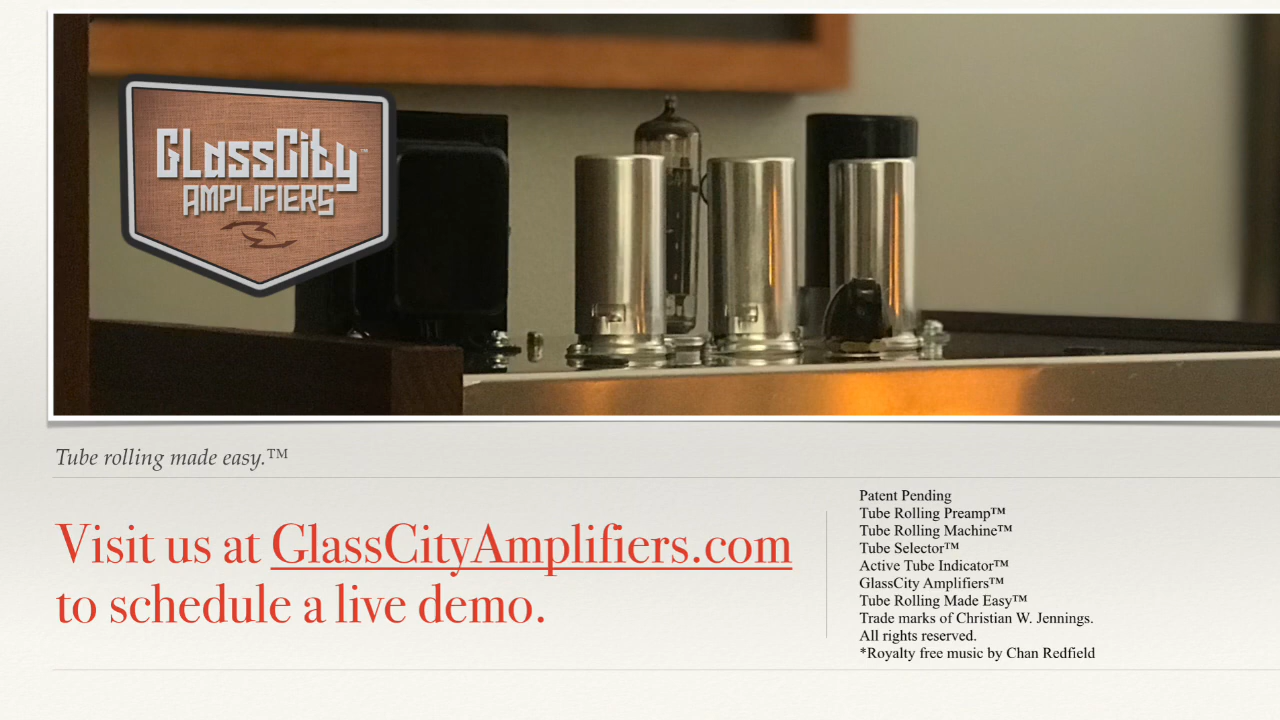 GLassCity™
AMPLIFIERS
Tube rolling made easy.™
Visit us at GlassCityAmplifiers.com
to schedule a live demo.
Patent Pending
Tube Rolling Preamp™
Tube Rolling Machine™
Tube Selector™
Active Tube Indicator™
GlassCity Amplifiers™
Tube Rolling Made Easy™
Trade marks of Christian W. Jennings.
All rights reserved.
*Royalty free music by Chan Redfield